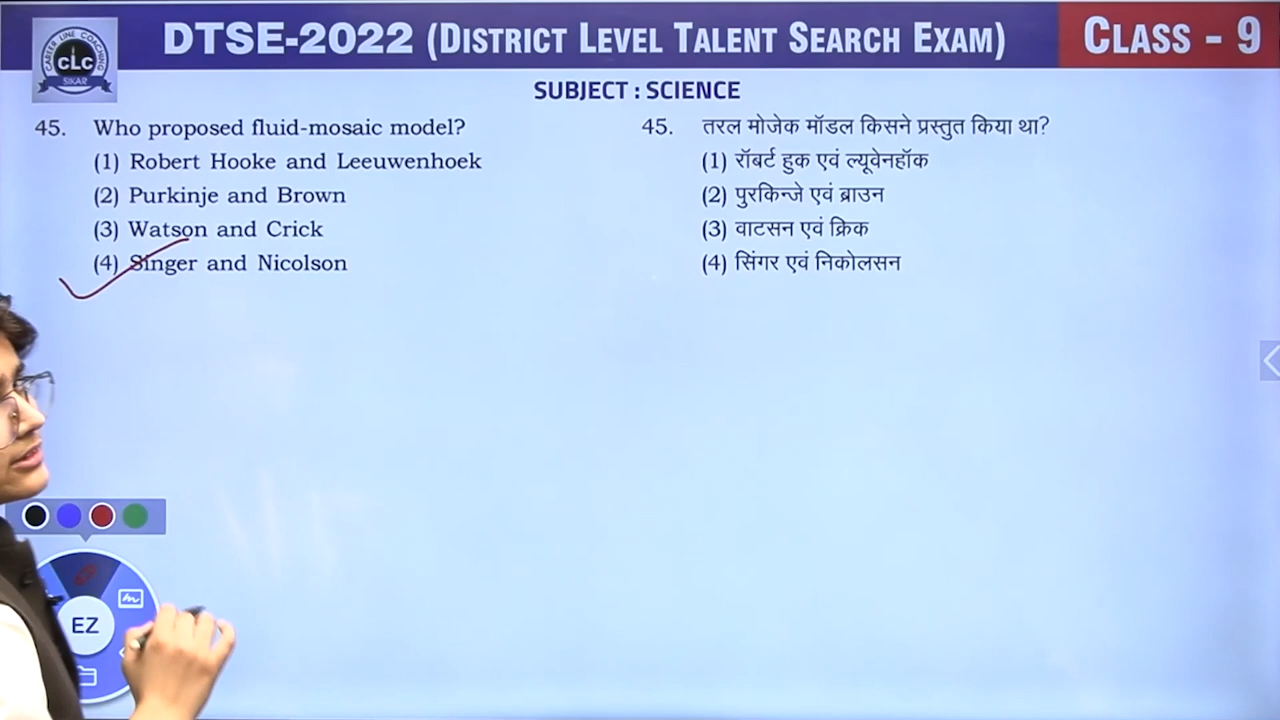 CAREER LINE COACHING
CLC
SIKAR
DTSE-2022 (DISTRICT LEVEL TALENT SEARCH EXAM)
CLASS - 9
SUBJECT : SCIENCE
45. Who proposed fluid-mosaic model?
(1) Robert Hooke and Leeuwenhoek
(2) Purkinje and Brown
(3) Watson and Crick
(4) Singer and Nicolson
45. तरल मोजेक मॉडल किसने प्रस्तुत किया था?
(1) रॉबर्ट हुक एवं ल्यूवेनहॉक
(2) पुरकिन्जे एवं ब्राउन
(3) वाटसन एवं क्रिक
(4) सिंगर एवं निकोलसन
EZ